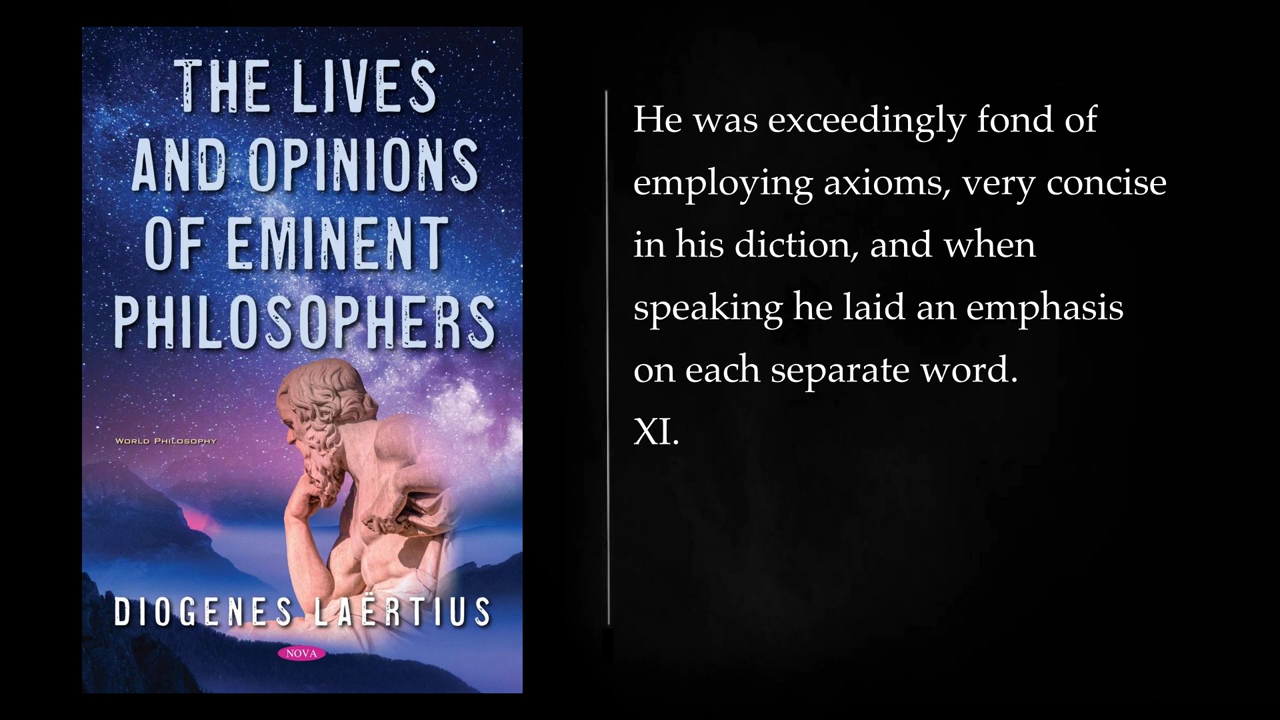 THE LIVES
AND OPINIONS
OF EMINENT
PHILOSOPHERS
WORLD PHILOSOPHY
DIOGENES LAËRTIUS
NOVA
He was exceedingly fond of
employing axioms, very concise
in his diction, and when
speaking he laid an emphasis
on each separate word.
XI.